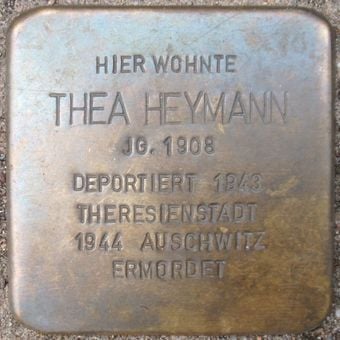 HIER WOHNTE
THEA HEYMANN
JG. 1908
DEPORTIERT 1943
THERESIENSTADT
1944 AUSCHWITZ
ERMORDET